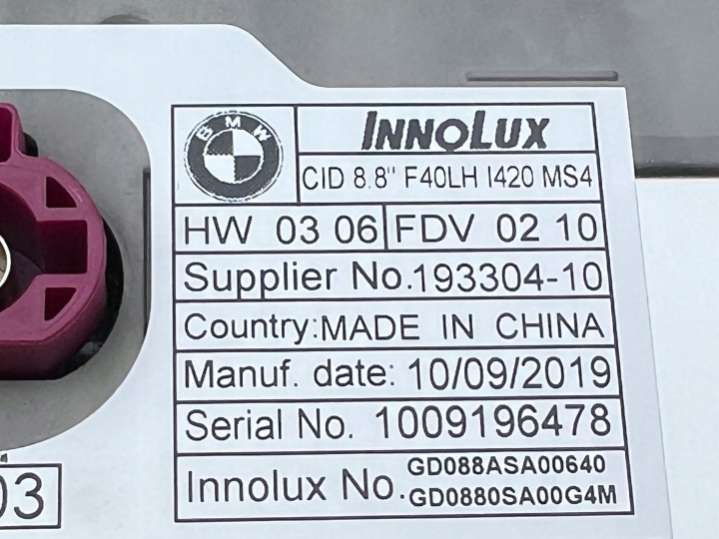 BMW
INNOLUX
CID 8.8" F40LH I420 MS4
HW 03 06 FDV 02 10
Supplier No.193304-10
Country:MADE IN CHINA
Manuf. date: 10/09/2019
Serial No. 1009196478
Innolux No. GD088ASA00640
GD0880SA00G4M
03